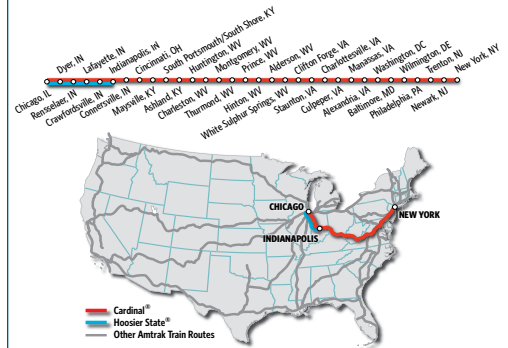 Dyer, IN
Lafayette, IN
Indianapolis, IN
Cincinnati, OH
South Portsmouth/South Shore, KY
Huntington, WV
Montgomery, WV
Prince, WV
Alderson, WV
Clifton Forge, VA
Charlottesville, VA
Manassas, VA
Washington, DC
Wilmington, DE
Trenton, NJ
New York, NY
Chicago, IL
Rensselaer, IN
Crawfordsville, IN
Connersville, IN
Maysville, KY
Ashland, KY
Charleston, WV
Thurmond, WV
Hinton, WV
White Sulphur Springs, WV
Staunton, VA
Culpeper, VA
Alexandria, VA
Baltimore, MD
Philadelphia, PA
Newark, NJ
CHICAGO
NEW YORK
INDIANAPOLIS
Cardinal®
Hoosier State®
Other Amtrak Train Routes